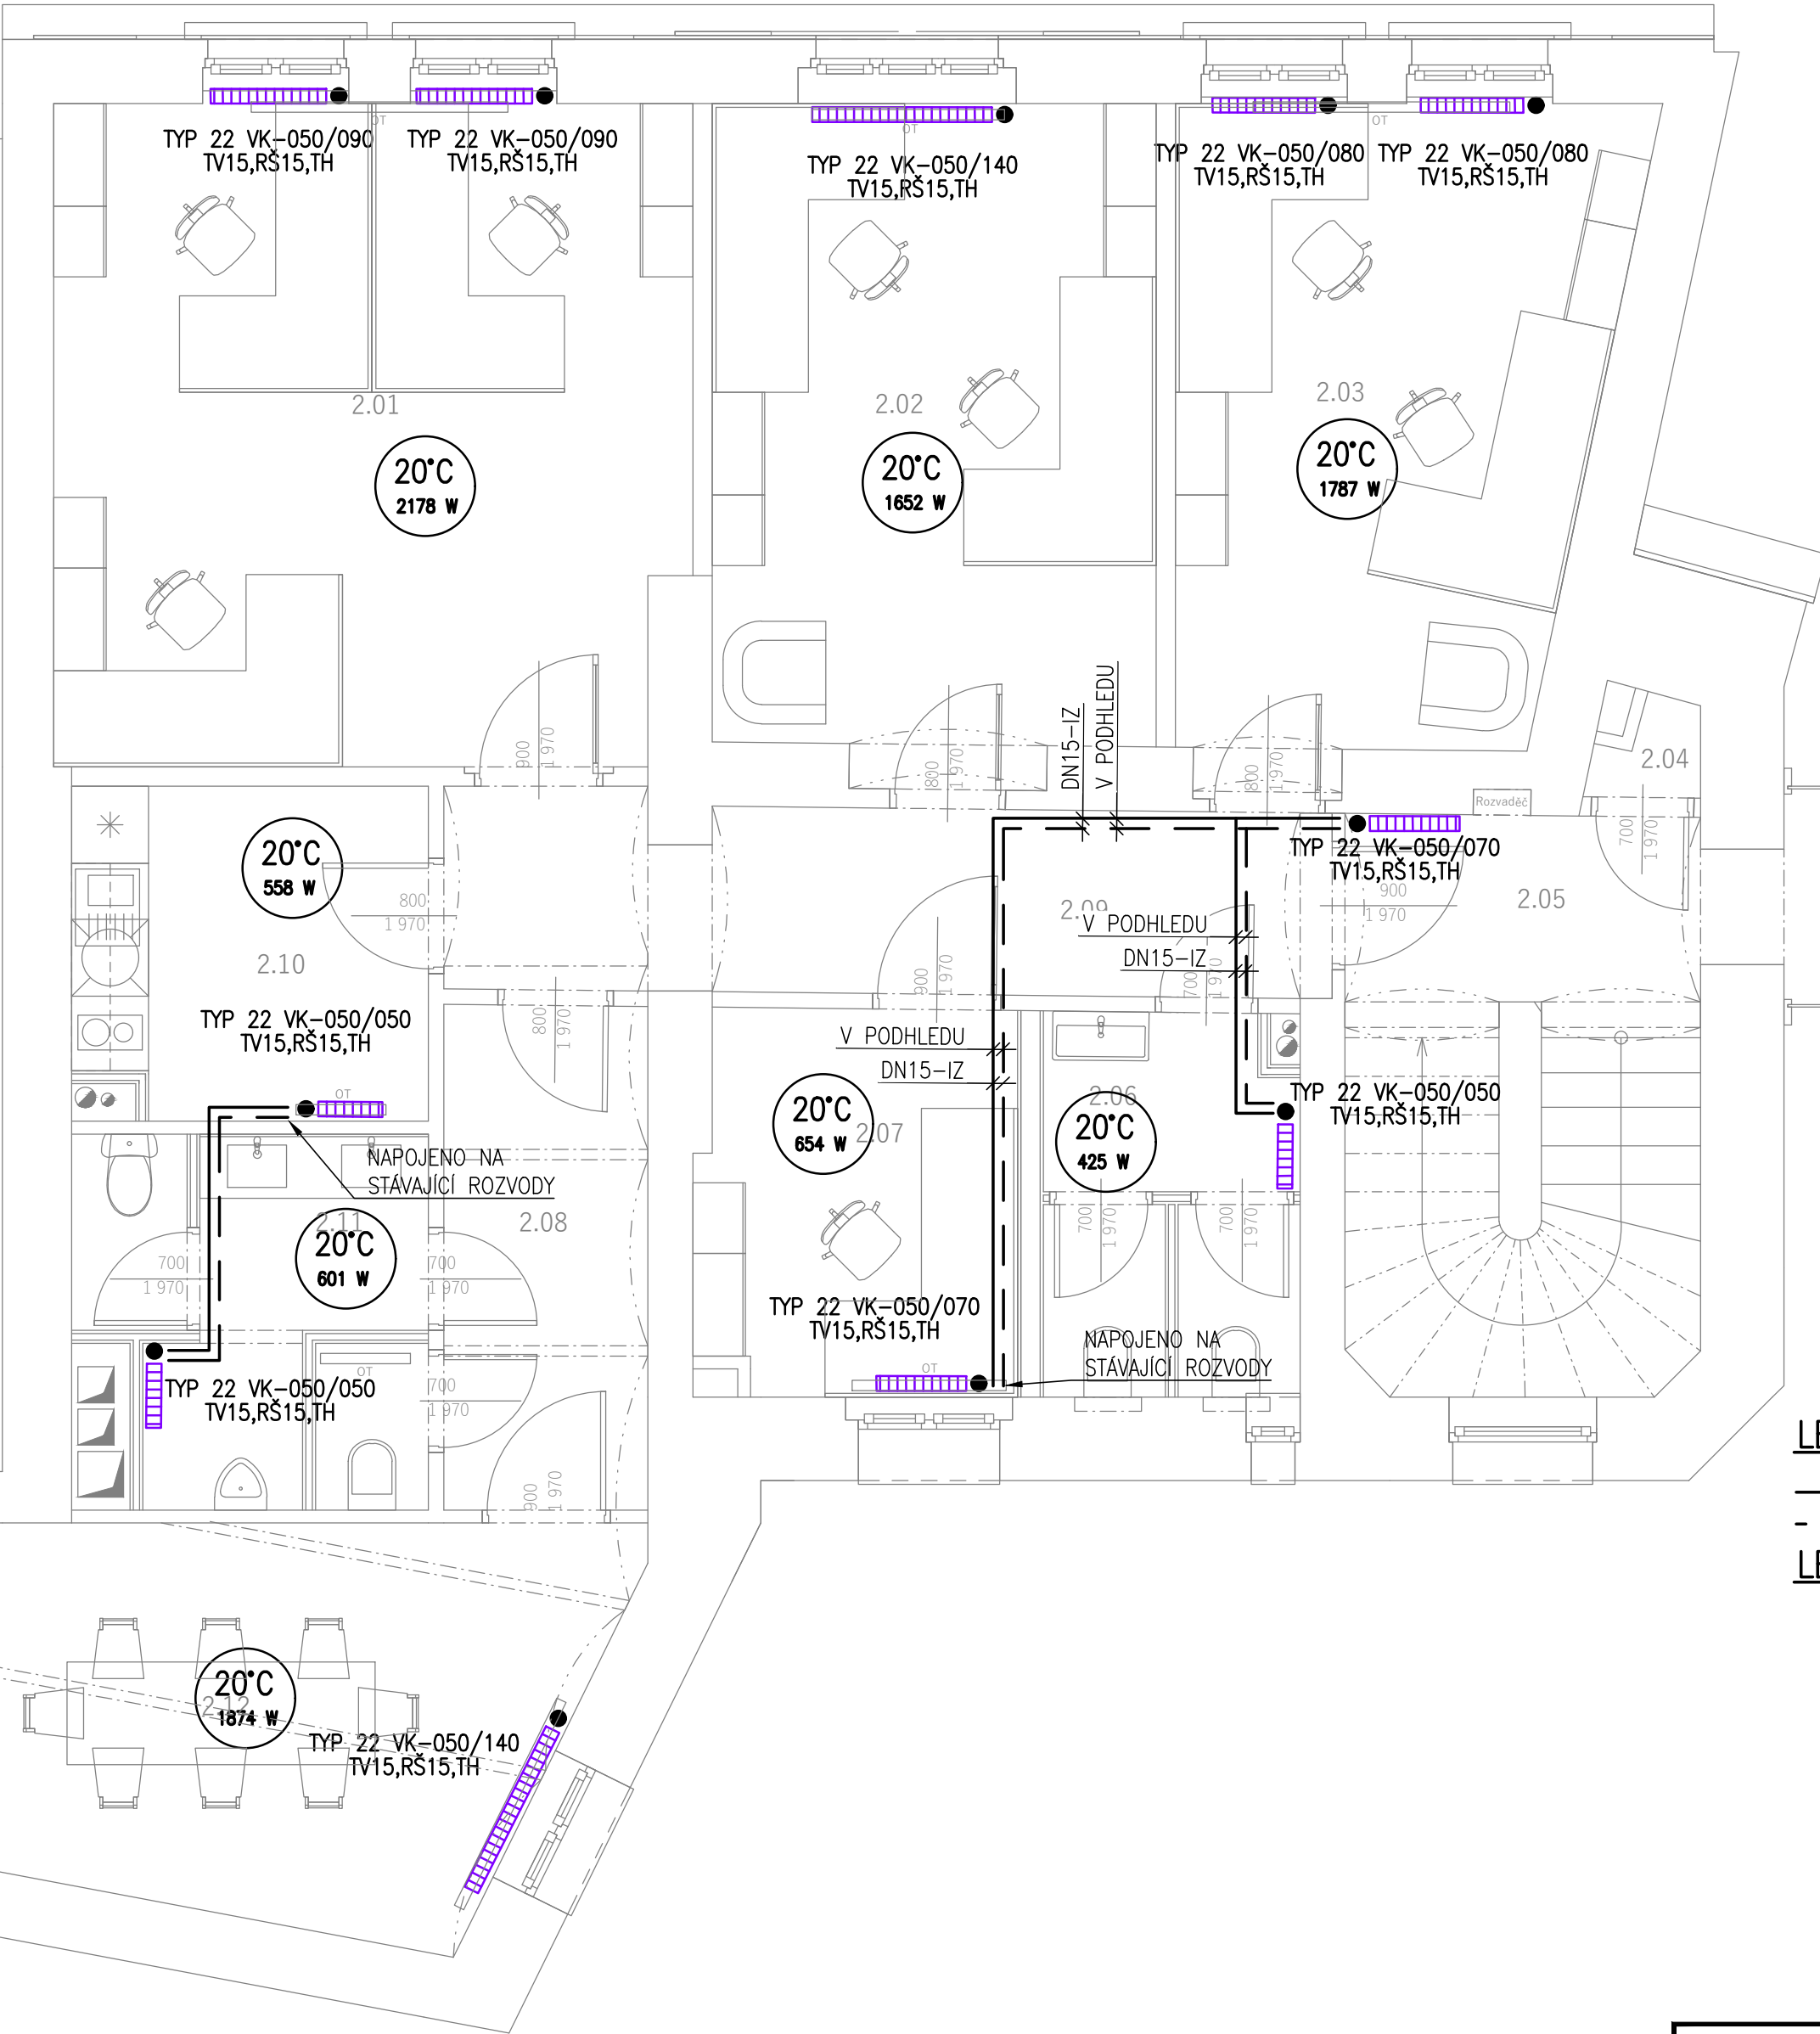 OT
TYP 22 VK-050/090
TV15,RŠ15,TH
TYP 22 VK-050/090
TV15,RŠ15,TH
OT
TYP 22 VK-050/140
TV15,RŠ15,TH
OT
TYP 22 VK-050/080
TV15,RŠ15,TH
TYP 22 VK-050/080
TV15,RŠ15,TH
2.01
20°C
2178 W
2.02
20°C
1652 W
2.03
20°C
1787 W
900
1 970
800
1 970
DN15-IZ
V PODHLEDU
800
1 970
2.04
Rozvaděč
700
1 970
20°C
558 W
800
1 970
2.10
TYP 22 VK-050/050
TV15,RŠ15,TH
OT
800
1 970
TYP 22 VK-050/070
TV15,RŠ15,TH
900
1 970
2.05
2.09
V PODHLEDU
DN15-IZ
900
1 970
700
1 970
V PODHLEDU
DN15-IZ
2.06
TYP 22 VK-050/050
TV15,RŠ15,TH
20°C
654 W
2.07
20°C
425 W
NAPOJENO NA
STÁVAJÍCÍ ROZVODY
2.08
2.11
20°C
601 W
700
1 970
700
1 970
700
1 970
700
1 970
TYP 22 VK-050/070
TV15,RŠ15,TH
OT
NAPOJENO NA
STÁVAJÍCÍ ROZVODY
OT
TYP 22 VK-050/050
TV15,RŠ15,TH
700
1 970
900
1 970
20°C
2.12
1874 W
TYP 22 VK-050/140
TV15,RŠ15,TH